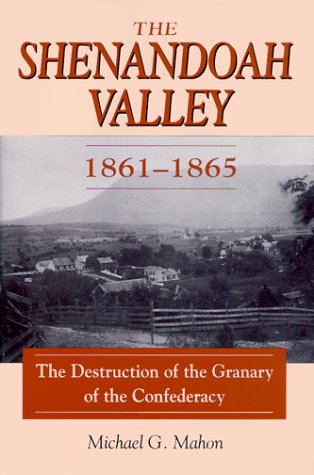 THE
SHENANDOAH
VALLEY
1861–1865
The Destruction of the Granary
of the Confederacy
Michael G. Mahon